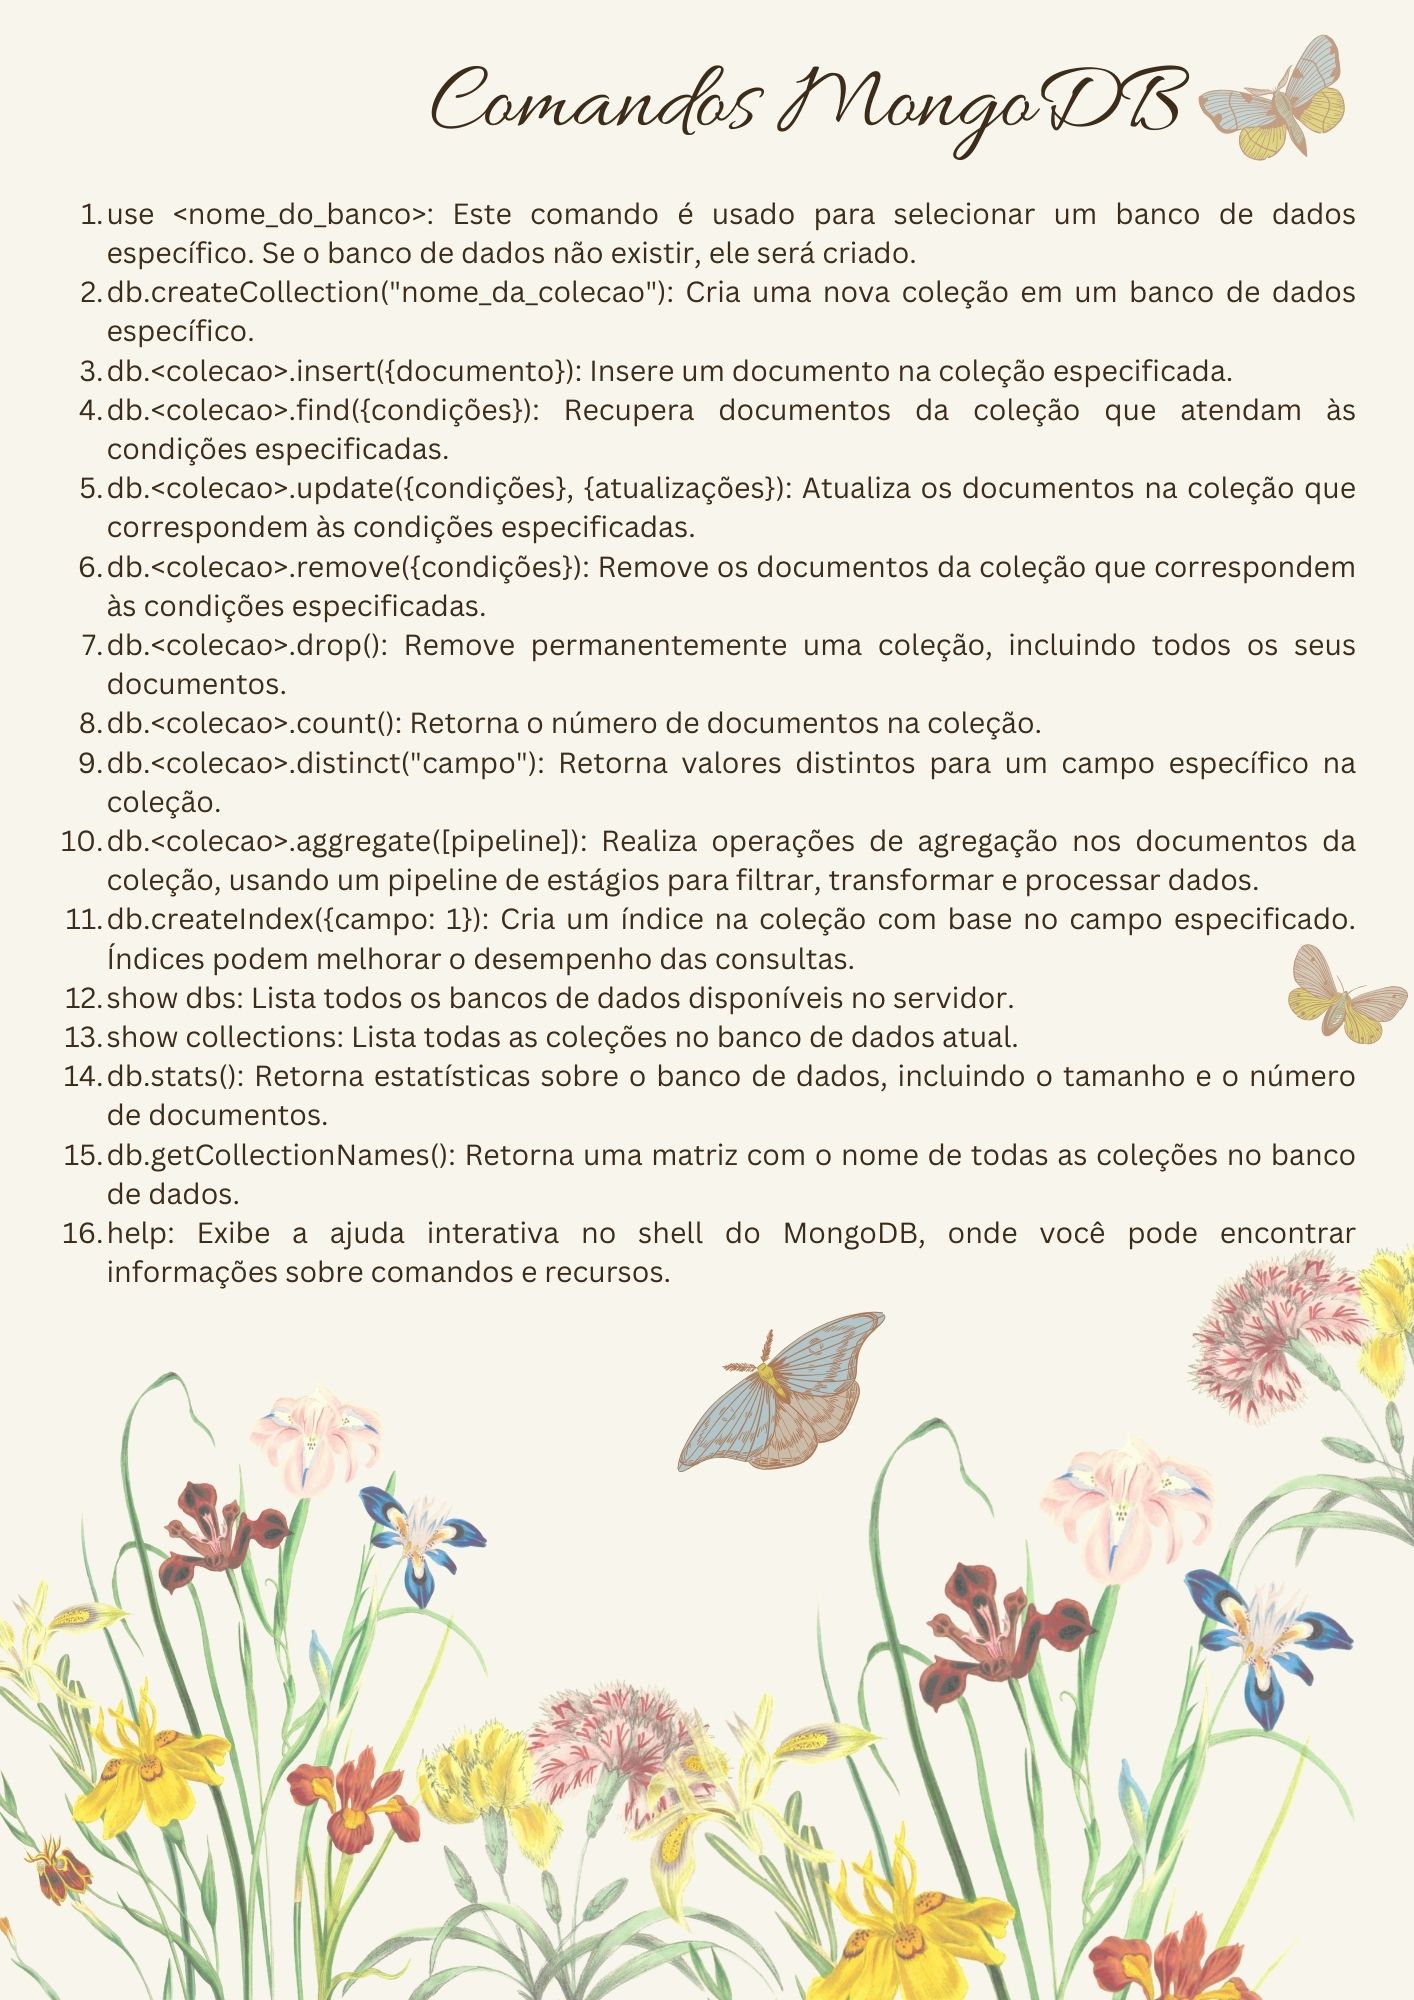 Comandos MongoDB
1. use <nome_do_banco>: Este comando é usado para selecionar um banco de dados
específico. Se o banco de dados não existir, ele será criado.
2. db.createCollection("nome_da_colecao"): Cria uma nova coleção em um banco de dados
específico.
3. db.<colecao>.insert({documento}): Insere um documento na coleção especificada.
4. db.<colecao>.find({condições}): Recupera documentos da coleção que atendam às
condições especificadas.
5. db.<colecao>.update({condições}, {atualizações}): Atualiza os documentos na coleção que
correspondem às condições especificadas.
6. db.<colecao>.remove({condições}): Remove os documentos da coleção que correspondem
às condições especificadas.
7. db.<colecao>.drop(): Remove permanentemente uma coleção, incluindo todos os seus
documentos.
8. db.<colecao>.count(): Retorna o número de documentos na coleção.
9. db.<colecao>.distinct("campo"): Retorna valores distintos para um campo específico na
coleção.
10. db.<colecao>.aggregate([pipeline]): Realiza operações de agregação nos documentos da
coleção, usando um pipeline de estágios para filtrar, transformar e processar dados.
11. db.createIndex({campo: 1}): Cria um índice na coleção com base no campo especificado.
Índices podem melhorar o desempenho das consultas.
12. show dbs: Lista todos os bancos de dados disponíveis no servidor.
13. show collections: Lista todas as coleções no banco de dados atual.
14. db.stats(): Retorna estatísticas sobre o banco de dados, incluindo o tamanho e o número
de documentos.
15. db.getCollectionNames(): Retorna uma matriz com o nome de todas as coleções no banco
de dados.
16. help: Exibe a ajuda interativa no shell do MongoDB, onde você pode encontrar
informações sobre comandos e recursos.